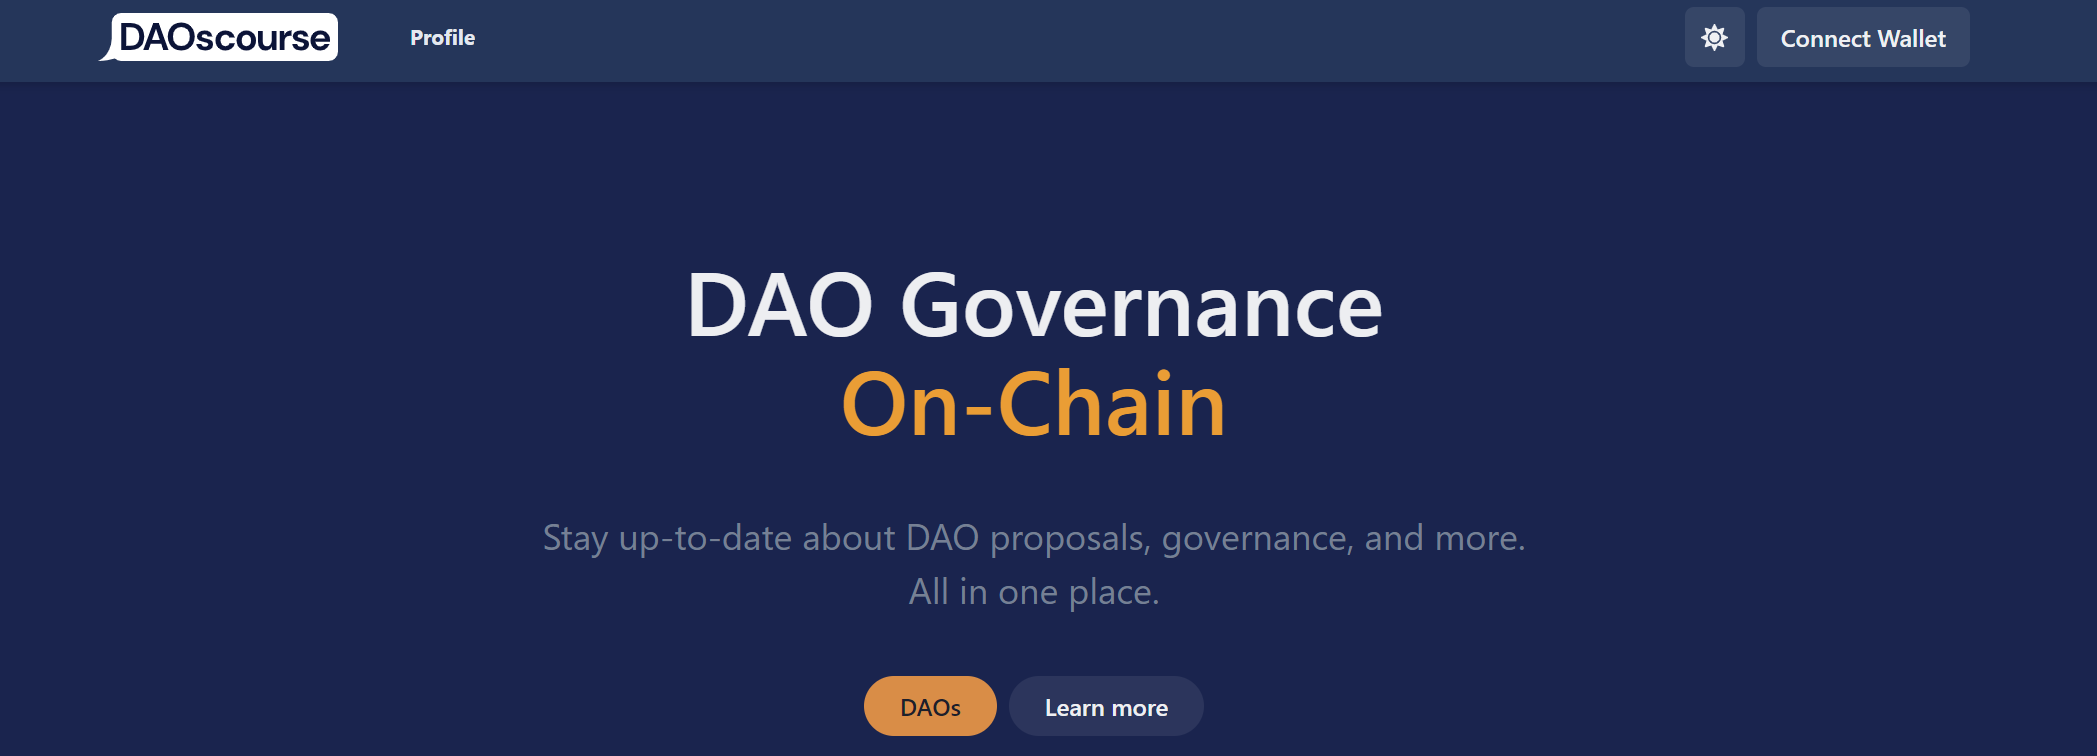 DAOscourse
Profile
Connect Wallet
DAO Governance
On-Chain
Stay up-to-date about DAO proposals, governance, and more.
All in one place.
DAOs
Learn more